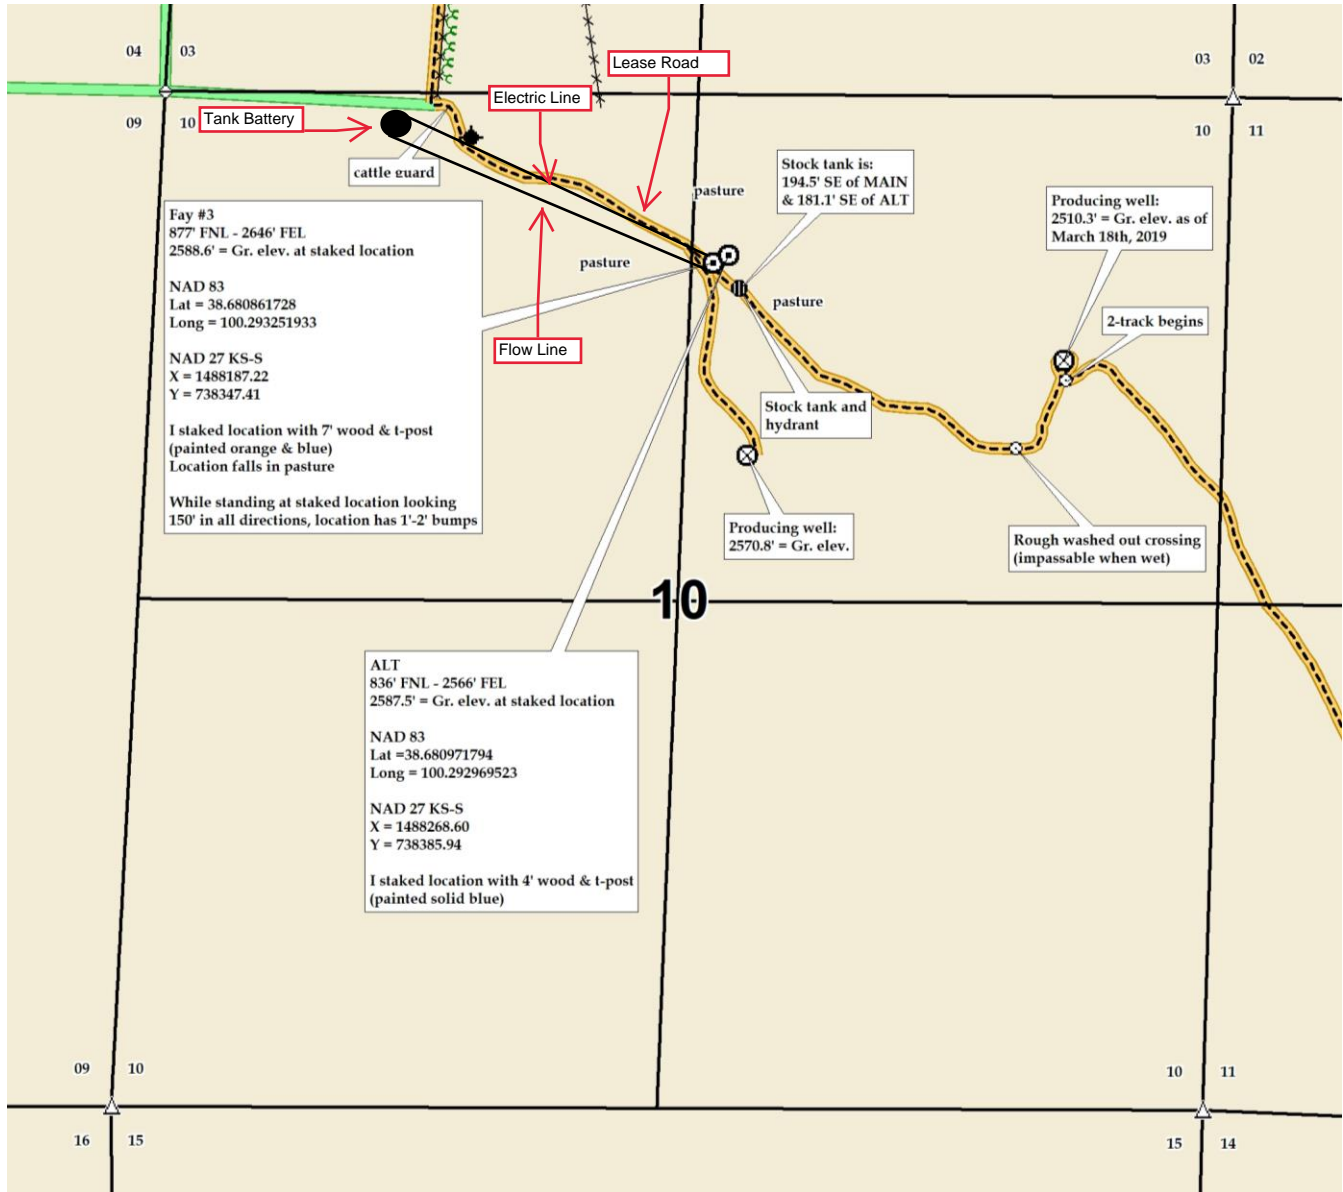 04
03
03
02
Lease Road
Electric Line
Tank Battery
09
10
10
11
cattle guard
pasture
Stock tank is:
194.5' SE of MAIN
& 181.1' SE of ALT
Producing well:
2510.3' = Gr. elev. as of
March 18th, 2019
Fay #3
877' FNL - 2646' FEL
2588.6' = Gr. elev. at staked location
NAD 83
Lat = 38.680861728
Long = 100.293251933
NAD 27 KS-S
X = 1488187.22
Y = 738347.41
I staked location with 7' wood & t-post
(painted orange & blue)
Location falls in pasture
While standing at staked location looking
150' in all directions, location has 1'-2' bumps
pasture
pasture
2-track begins
Flow Line
Stock tank and
hydrant
Producing well:
2570.8' = Gr. elev.
Rough washed out crossing
(impassable when wet)
10
ALT
836' FNL - 2566' FEL
2587.5' = Gr. elev. at staked location
NAD 83
Lat =38.680971794
Long = 100.292969523
NAD 27 KS-S
X = 1488268.60
Y = 738385.94
I staked location with 4' wood & t-post
(painted solid blue)
09
10
10
11
16
15
15
14